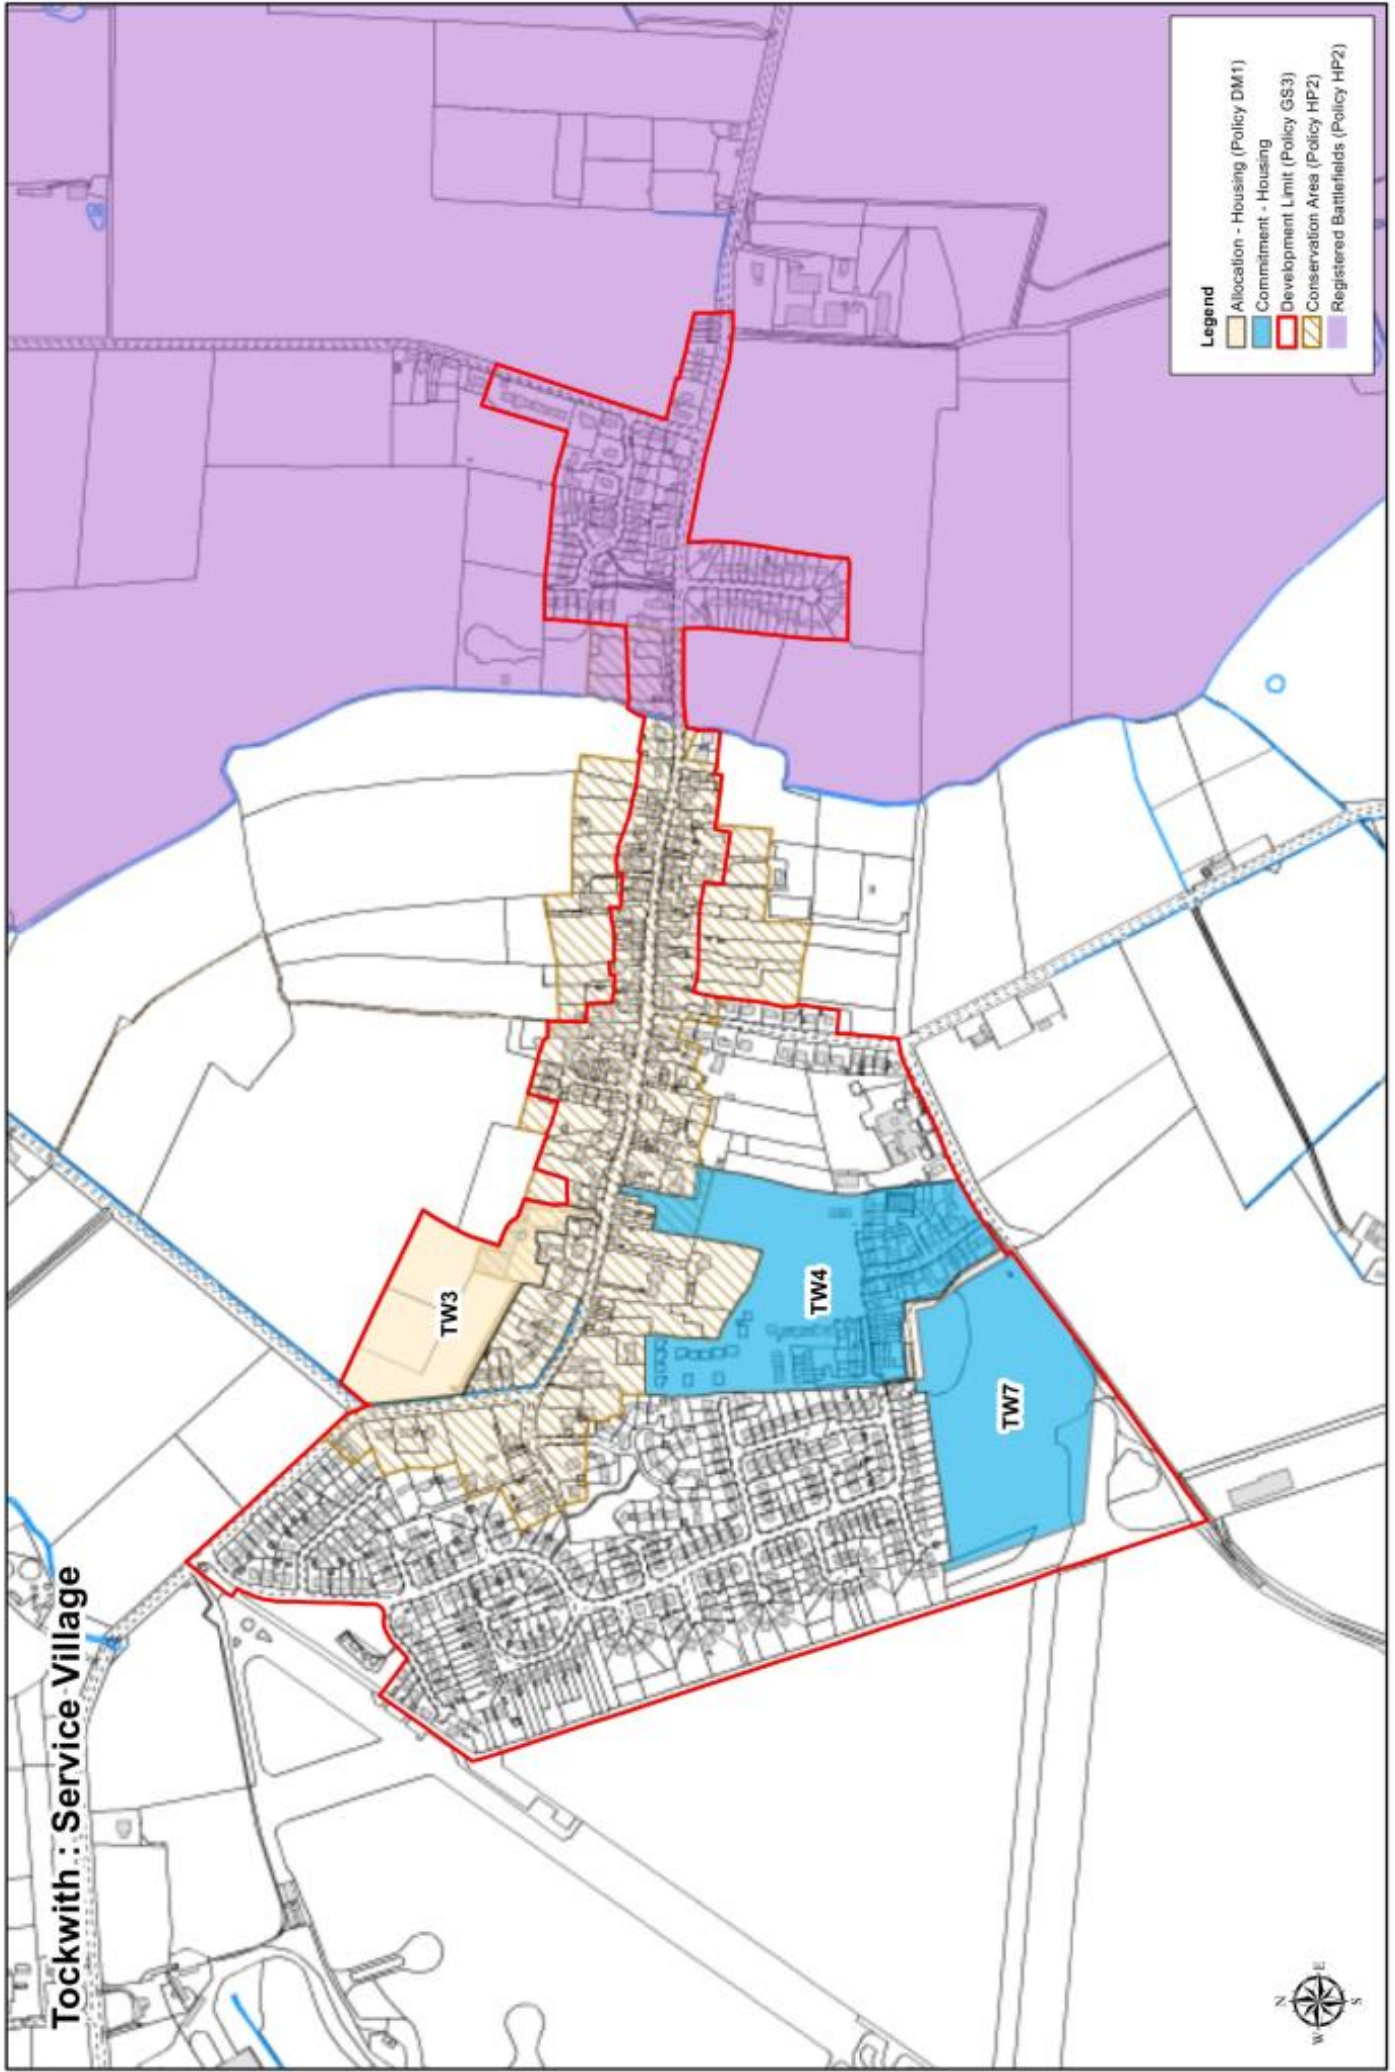 Tockwith : Service Village
TW3
TW4
TW7
Legend
Allocation - Housing (Policy DM1)
Commitment - Housing
Development Limit (Policy GS3)
Conservation Area (Policy HP2)
Registered Battlefields (Policy HP2)
N
W E
S